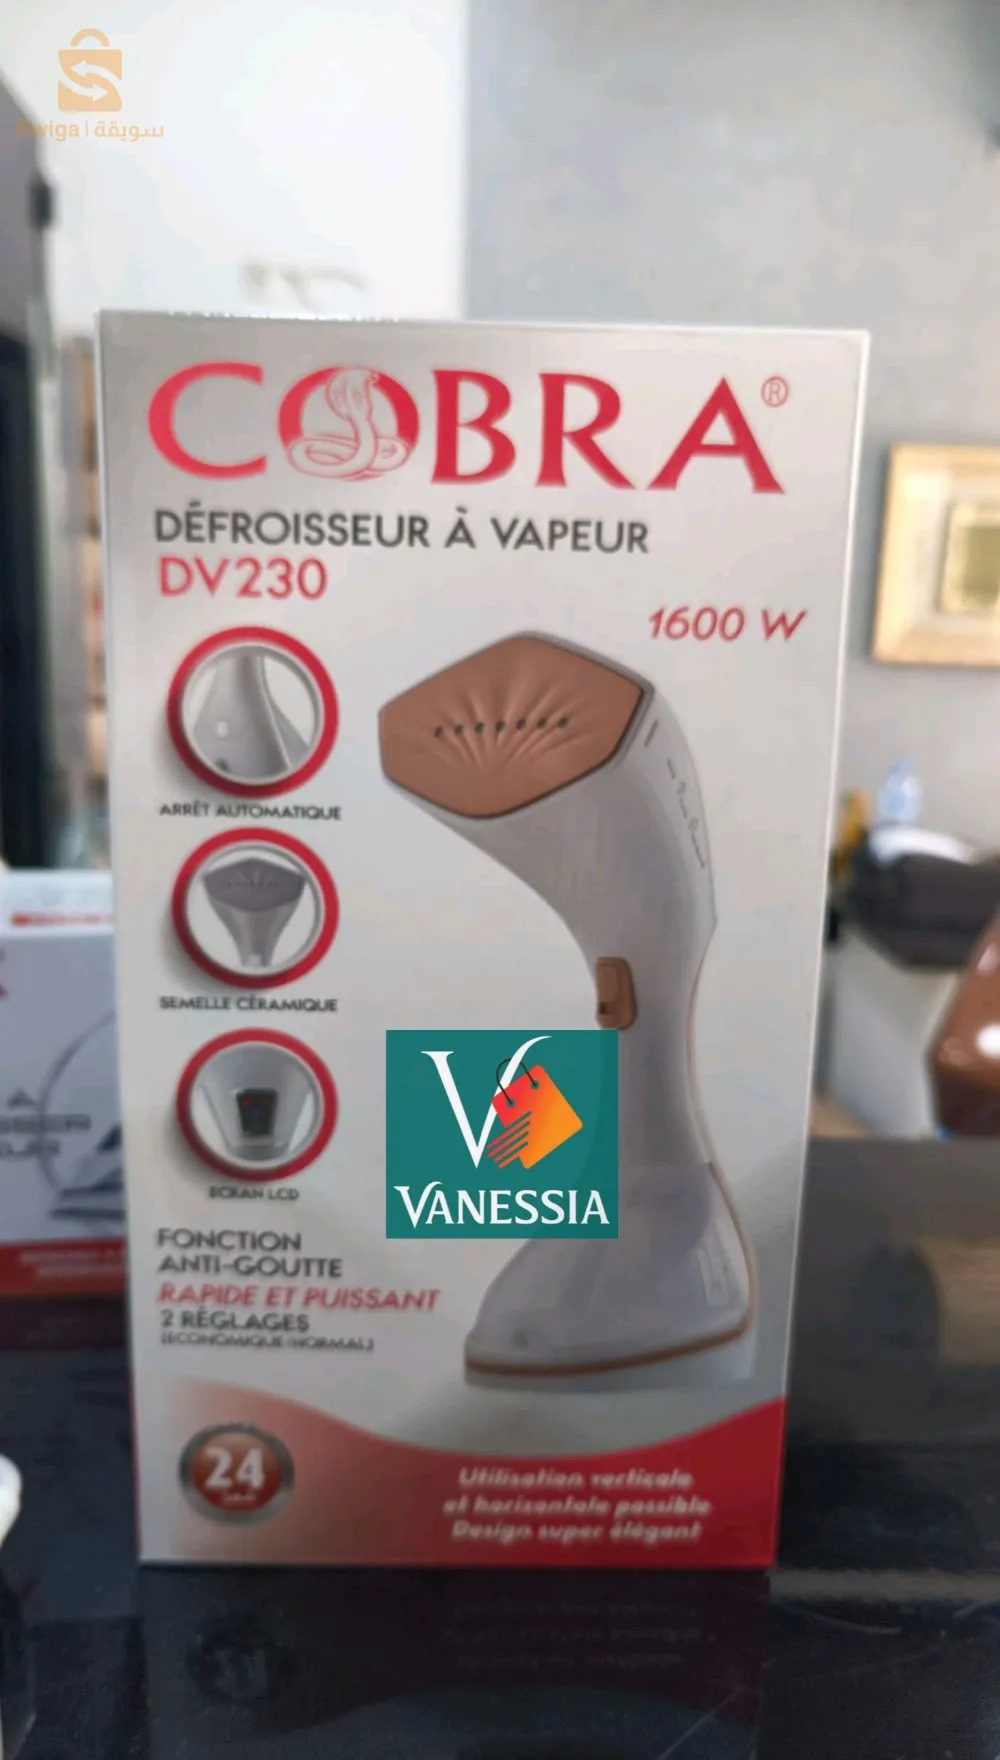 Swiga | سويقة
COBRA®
DÉFROISSEUR À VAPEUR
DV230
1600 W
ARRÊT AUTOMATIQUE
SEMELLE CÉRAMIQUE
ECRAN LCD
VANESSIA
FONCTION
ANTI-GOUTTE
RAPIDE ET PUISSANT
2 RÉGLAGES
(ECONOMIQUE/NORMAL)
24
Utilisation verticale
et horizontale possible
Design super élégant